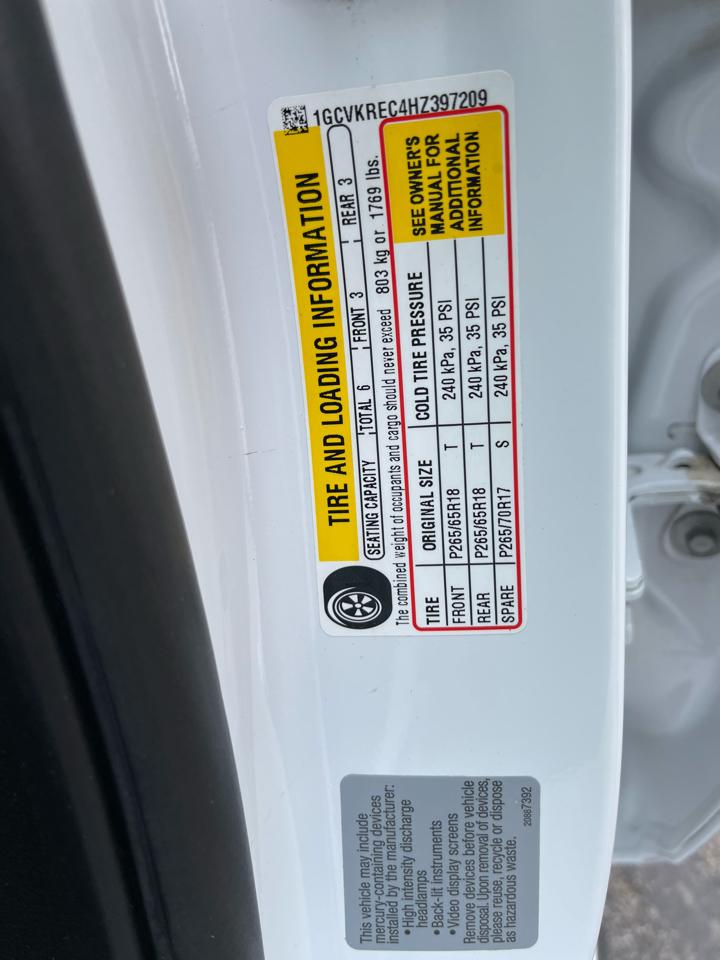 1GCVKREC4HZ397209
TIRE AND LOADING INFORMATION
SEATING CAPACITY TOTAL 6 FRONT 3 REAR 3
The combined weight of occupants and cargo should never exceed 803 kg or 1769 lbs.
TIRE ORIGINAL SIZE COLD TIRE PRESSURE
FRONT P265/65R18 T 240 kPa, 35 PSI
REAR P265/65R18 T 240 kPa, 35 PSI
SPARE P265/70R17 S 240 kPa, 35 PSI
SEE OWNER'S
MANUAL FOR
ADDITIONAL
INFORMATION
This vehicle may include
mercury-containing devices
installed by the manufacturer:
• High intensity discharge
headlamps
• Back-lit instruments
• Video display screens
Remove devices before vehicle
disposal. Upon removal of devices,
please reuse, recycle or dispose
as hazardous waste.
20887392